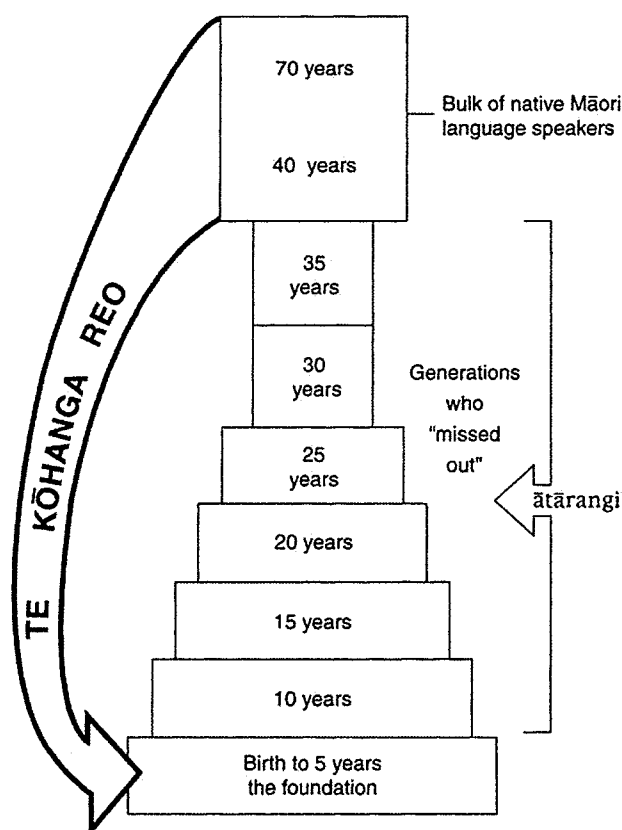 70 years
40 years
Bulk of native Māori
language speakers
35
years
30
years
Generations
who
"missed
out"
25
years
ātārangi
20 years
15 years
10 years
Birth to 5 years
the foundation
TE KŌHANGA REO